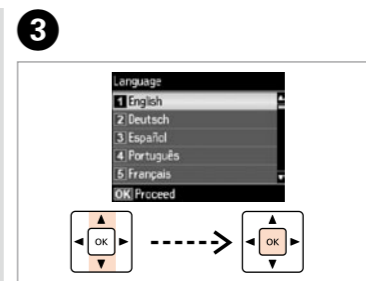 3
Language
1 English
2 Deutsch
3 Español
4 Português
5 Français
OK Proceed
OK OK